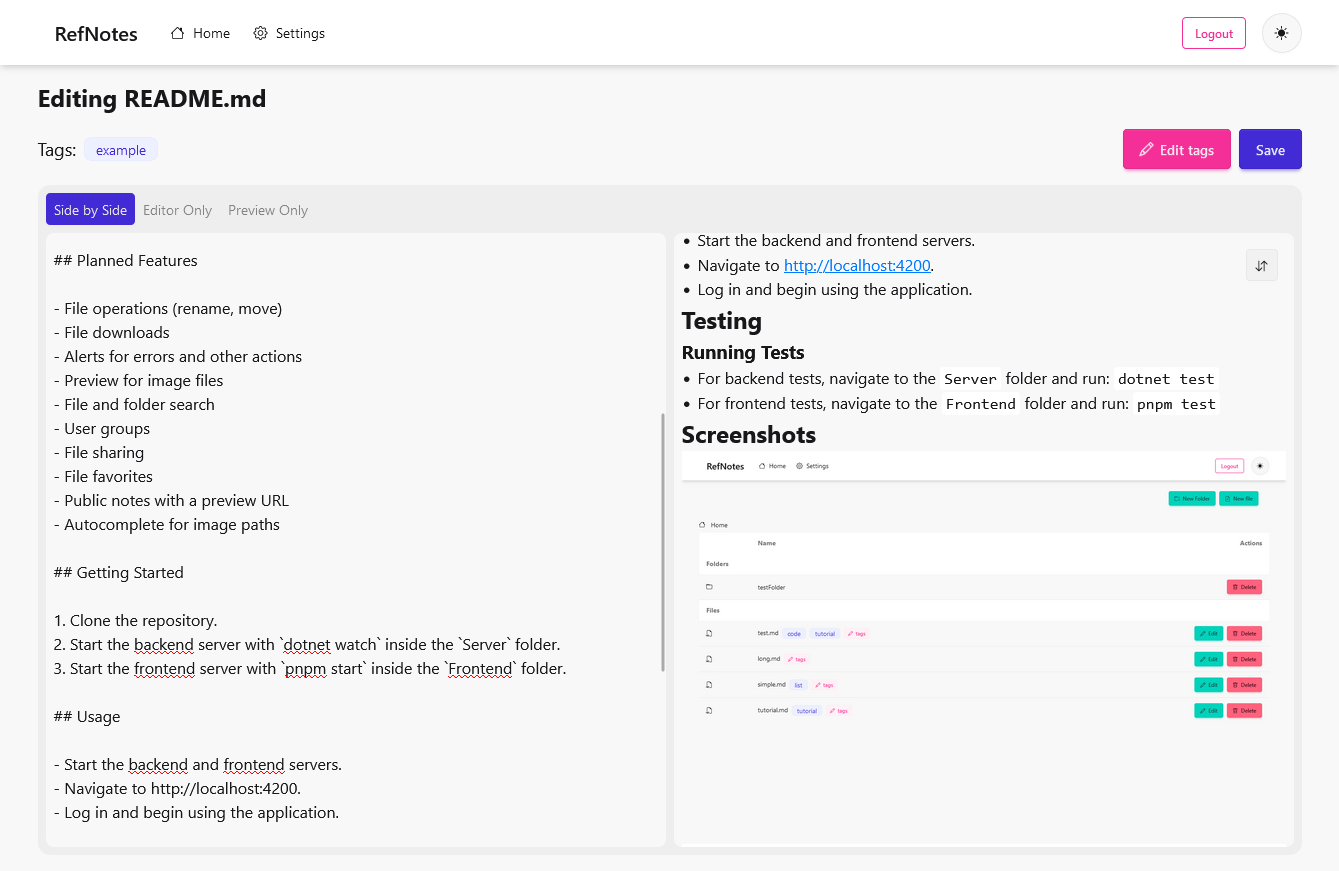 RefNotes
Home
Settings
Logout
Editing README.md
Tags: example
Edit tags
Save
Side by Side
Editor Only
Preview Only
## Planned Features
- File operations (rename, move)
- File downloads
- Alerts for errors and other actions
- Preview for image files
- File and folder search
- User groups
- File sharing
- File favorites
- Public notes with a preview URL
- Autocomplete for image paths
## Getting Started
1. Clone the repository.
2. Start the backend server with `dotnet watch` inside the `Server` folder.
3. Start the frontend server with `pnpm start` inside the `Frontend` folder.
## Usage
- Start the backend and frontend servers.
- Navigate to http://localhost:4200.
- Log in and begin using the application.
• Start the backend and frontend servers.
• Navigate to http://localhost:4200.
• Log in and begin using the application.
Testing
Running Tests
• For backend tests, navigate to the Server folder and run: dotnet test
• For frontend tests, navigate to the Frontend folder and run: pnpm test
Screenshots
RefNotes
Home
Settings
Logout
New Folder
New File
Home
Name
Actions
Folders
testFolder
Delete
Files
test.md code tutorial tags
Edit
Delete
long.md tags
Edit
Delete
simple.md list tags
Edit
Delete
tutorial.md tutorial tags
Edit
Delete